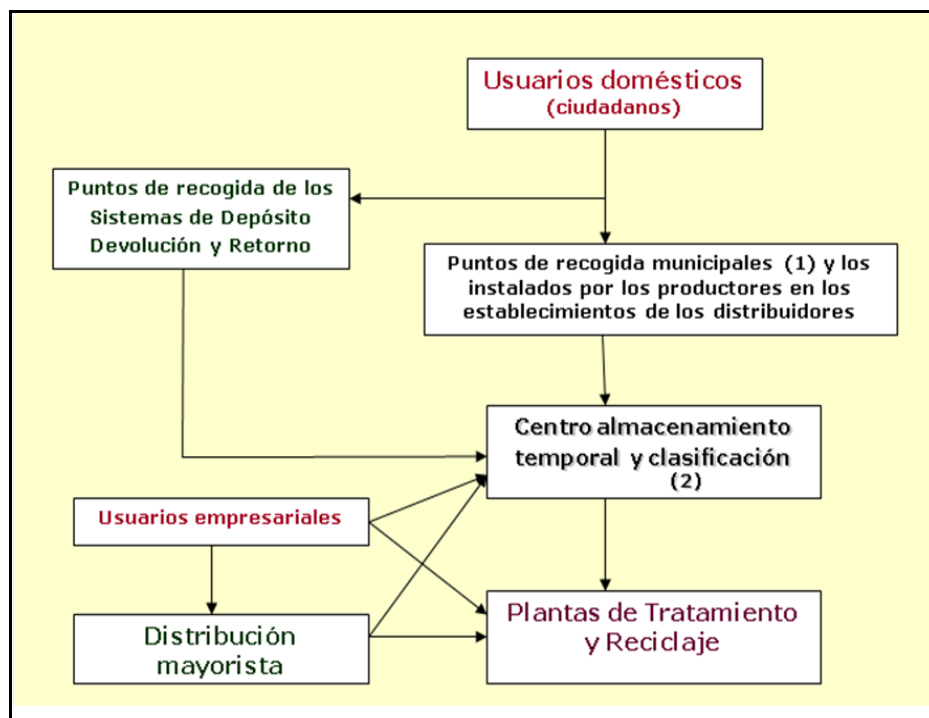 Usuarios domésticos
(ciudadanos)
Puntos de recogida de los
Sistemas de Depósito
Devolución y Retorno
Puntos de recogida municipales (1) y los
instalados por los productores en los
establecimientos de los distribuidores
Centro almacenamiento
temporal y clasificación
(2)
Usuarios empresariales
Distribución
mayorista
Plantas de Tratamiento
y Reciclaje